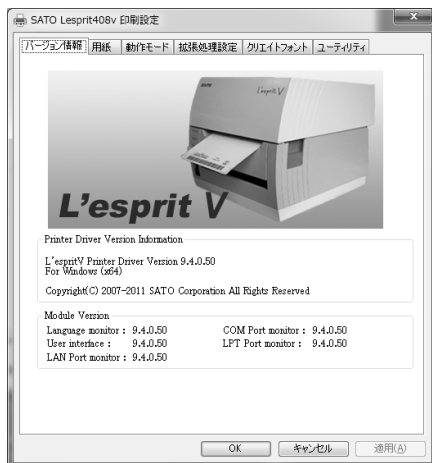 SATO Lesprit408v 印刷設定
バージョン情報 用紙 動作モード 拡張処理設定 クリエイトフォント ユーティリティ
L'esprit V
L'esprit V
Printer Driver Version Information
L'espritV Printer Driver Version 9.4.0.50
For Windows (x64)
Copyright(C) 2007-2011 SATO Corporation All Rights Reserved
Module Version
Language monitor : 9.4.0.50 COM Port monitor : 9.4.0.50
User interface : 9.4.0.50 LPT Port monitor : 9.4.0.50
LAN Port monitor : 9.4.0.50
OK キャンセル 適用(A)